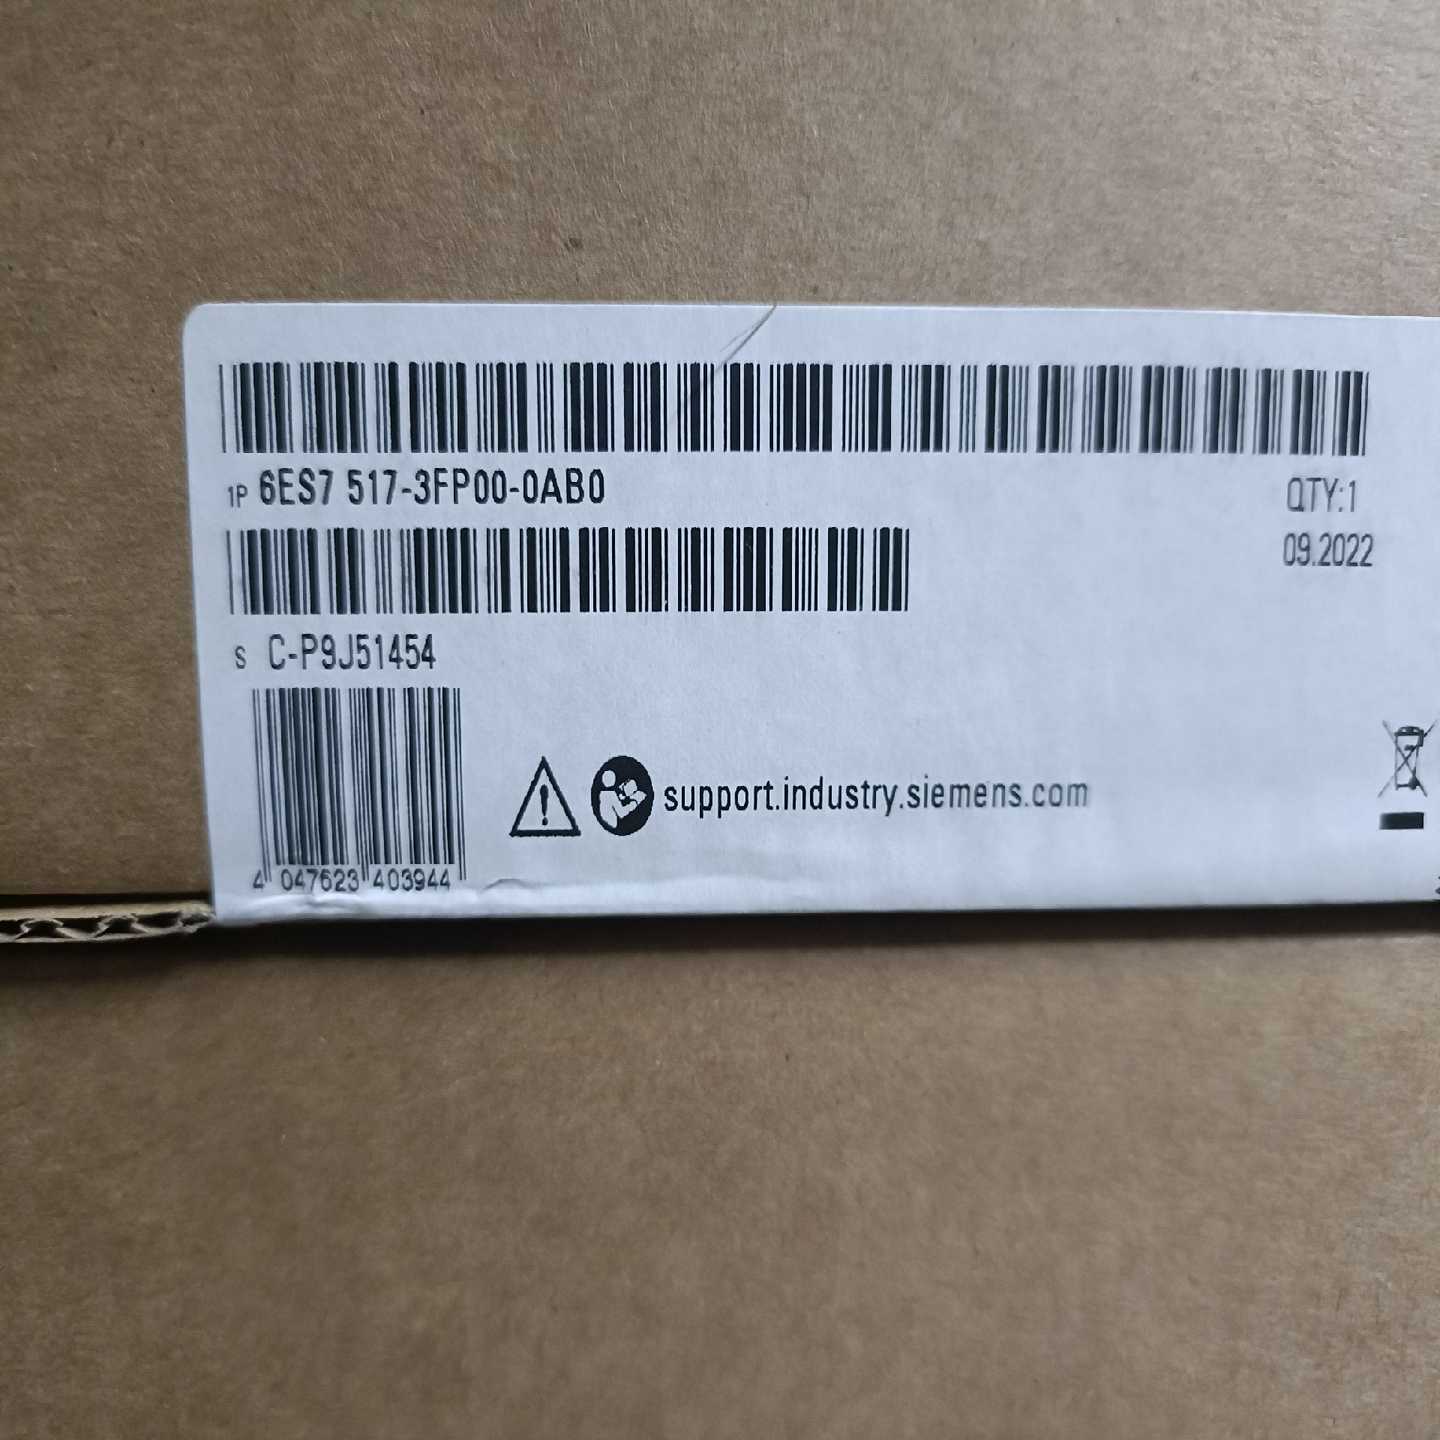 1P 6ES7 517-3FP00-0AB0
QTY:1
09.2022
S C-P9J51454
support.industry.siemens.com
4 047623 403944